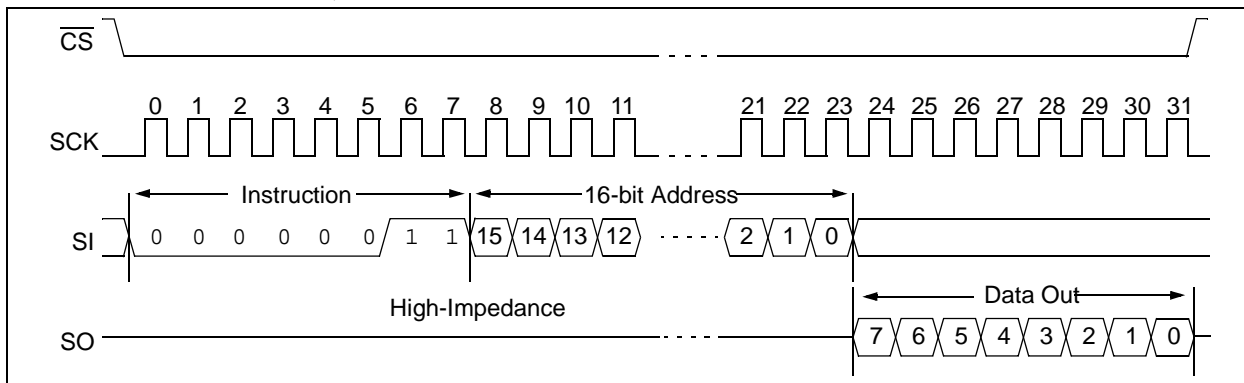 CS
0 1 2 3 4 5 6 7 8 9 10 11 21 22 23 24 25 26 27 28 29 30 31
SCK
Instruction 16-bit Address
SI 0 0 0 0 0 0 1 1 15 14 13 12 2 1 0
High-Impedance Data Out
SO 7 6 5 4 3 2 1 0